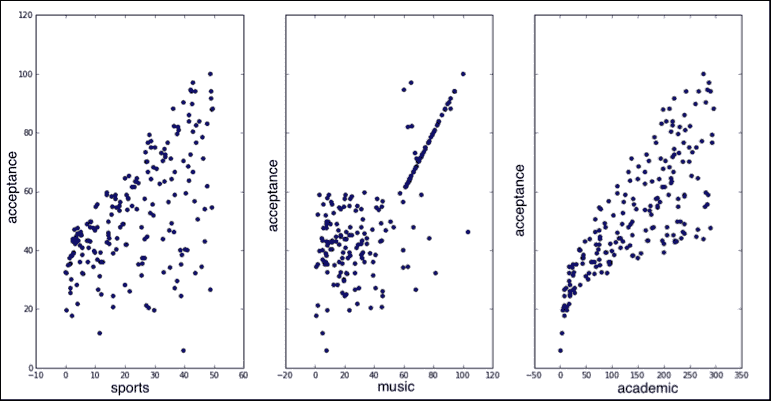 120
100
80
60
40
20
0
acceptance
-10 0 10 20 30 40 50 60
sports
acceptance
-20 0 20 40 60 80 100 120
music
acceptance
-50 0 50 100 150 200 250 300 350
academic